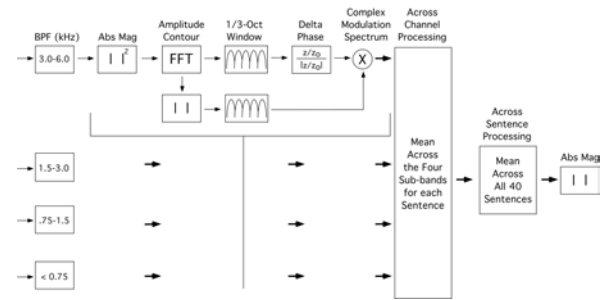 BPF (kHz)
3.0-6.0
Abs Mag
| |²
Amplitude
Contour
FFT
| |
1/3-Oct
Window
Delta
Phase
z/z₀
|z/z₀|
Complex
Modulation
Spectrum
X
Across
Channel
Processing
1.5-3.0
.75-1.5
< 0.75
Mean
Across
the Four
Sub-bands
for each
Sentence
Across
Sentence
Processing
Mean
Across
All 40
Sentences
Abs Mag
| |